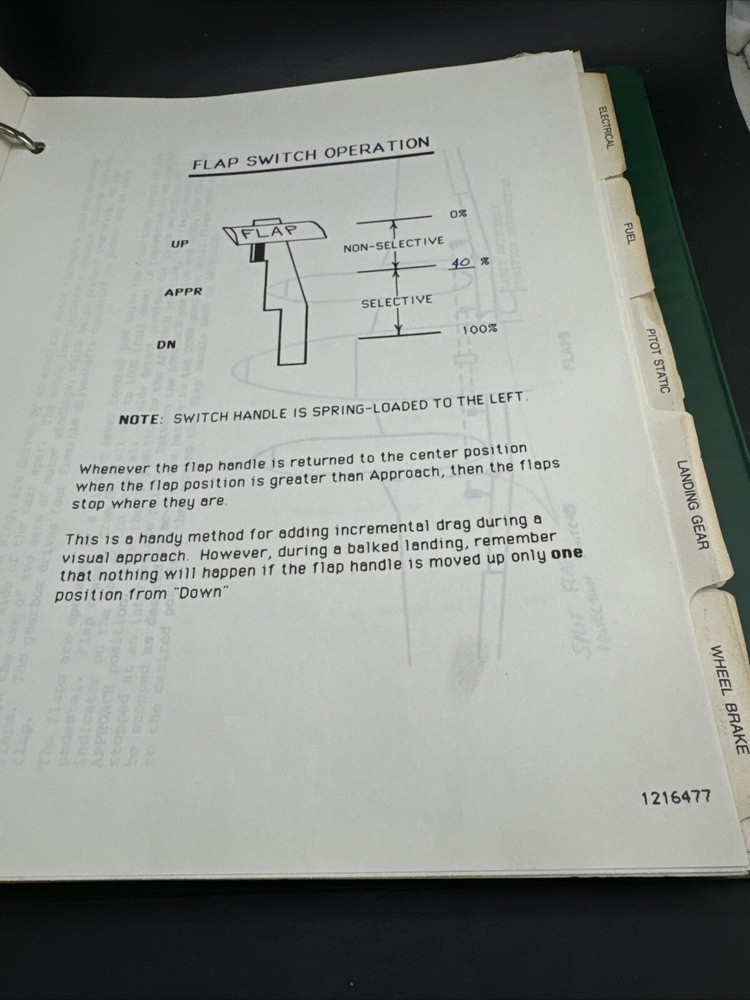 FLAP SWITCH OPERATION
FLAP
UP
APPR
DN
0%
NON-SELECTIVE
40 %
SELECTIVE
100%
NOTE: SWITCH HANDLE IS SPRING-LOADED TO THE LEFT.
Whenever the flap handle is returned to the center position
when the flap position is greater than Approach, then the flaps
stop where they are.
This is a handy method for adding incremental drag during a
visual approach. However, during a balked landing, remember
that nothing will happen if the flap handle is moved up only one
position from "Down"
1216477
ELECTRICAL
FUEL
PITOT STATIC
LANDING GEAR
WHEEL BRAKE